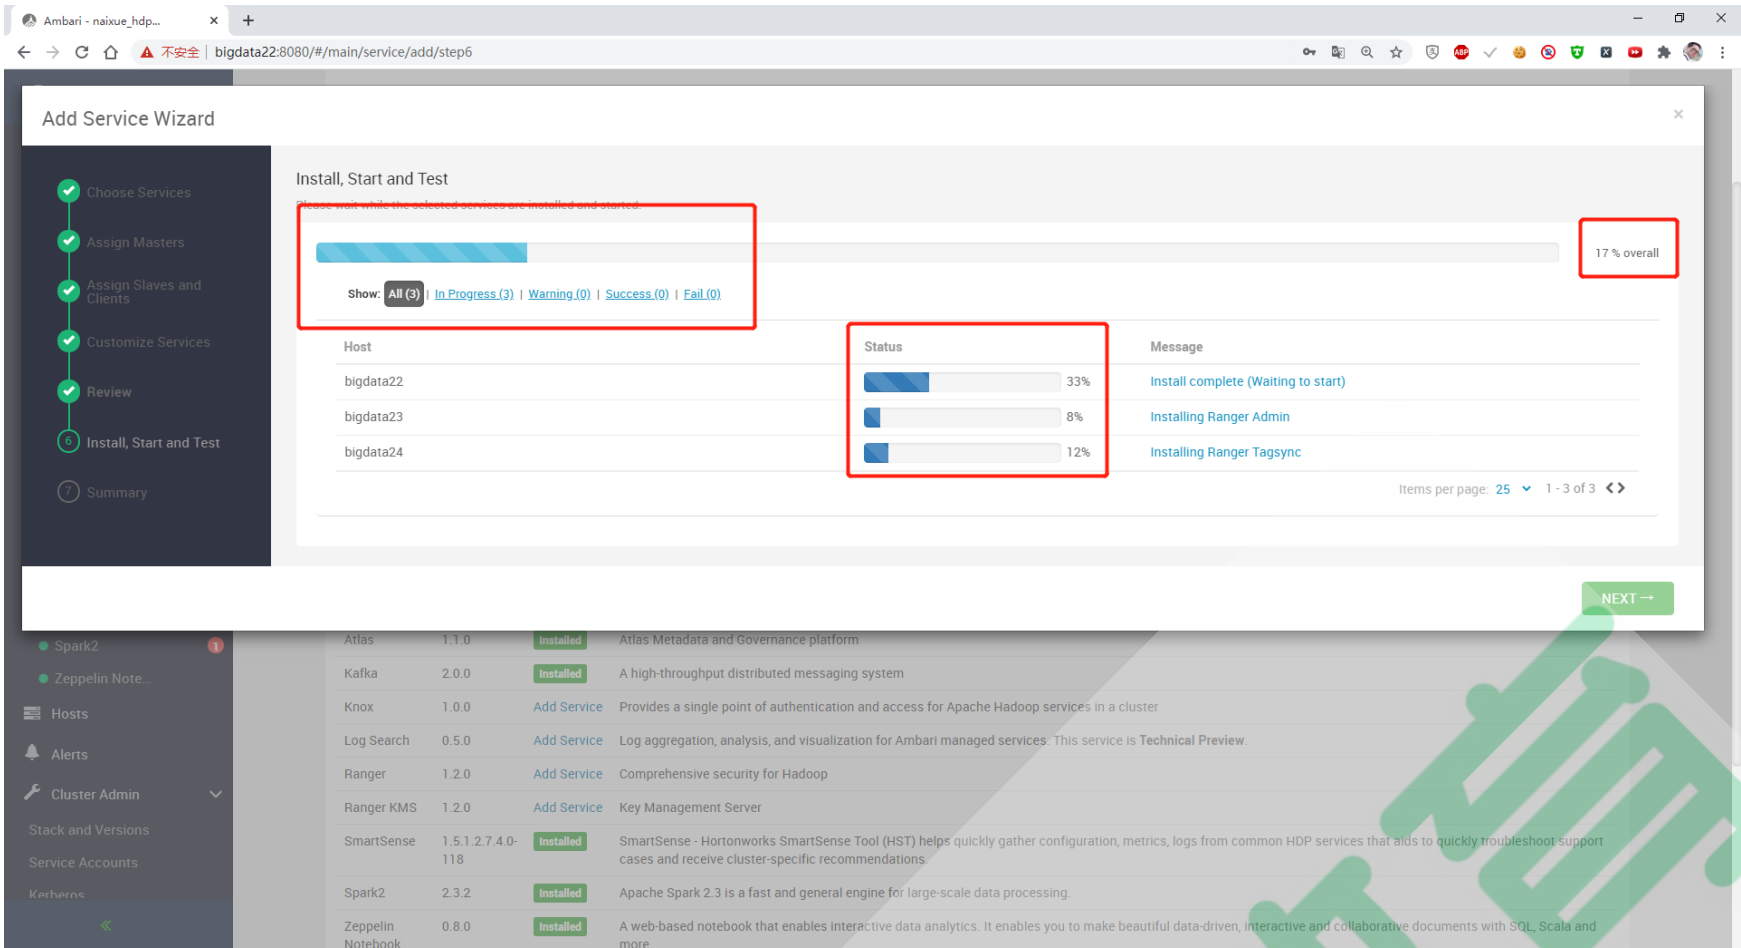 Ambari - naixue_hdp...
不安全 | bigdata22:8080/#/main/service/add/step6
Add Service Wizard
Choose Services
Assign Masters
Assign Slaves and
Clients
Customize Services
Review
6 Install, Start and Test
7 Summary
Install, Start and Test
Please wait while the selected services are installed and started.
17 % overall
Show: All (3) | In Progress (3) | Warning (0) | Success (0) | Fail (0)
Host Status Message
bigdata22 33% Install complete (Waiting to start)
bigdata23 8% Installing Ranger Admin
bigdata24 12% Installing Ranger Tagsync
Items per page: 25 1 - 3 of 3
NEXT→
Spark2 1
Zeppelin Note...
Hosts
Alerts
Cluster Admin
Stack and Versions
Service Accounts
Kerberos
Atlas 1.1.0 Installed Atlas Metadata and Governance platform
Kafka 2.0.0 Installed A high-throughput distributed messaging system
Knox 1.0.0 Add Service Provides a single point of authentication and access for Apache Hadoop services in a cluster
Log Search 0.5.0 Add Service Log aggregation, analysis, and visualization for Ambari managed services. This service is Technical Preview.
Ranger 1.2.0 Add Service Comprehensive security for Hadoop
Ranger KMS 1.2.0 Add Service Key Management Server
SmartSense 1.5.1.2.7.4.0- Installed SmartSense - Hortonworks SmartSense Tool (HST) helps quickly gather configuration, metrics, logs from common HDP services that aids to quickly troubleshoot support
118 cases and receive cluster-specific recommendations.
Spark2 2.3.2 Installed Apache Spark 2.3 is a fast and general engine for large-scale data processing.
Zeppelin 0.8.0 Installed A web-based notebook that enables interactive data analytics. It enables you to make beautiful data-driven, interactive and collaborative documents with SQL, Scala and
Notebook more